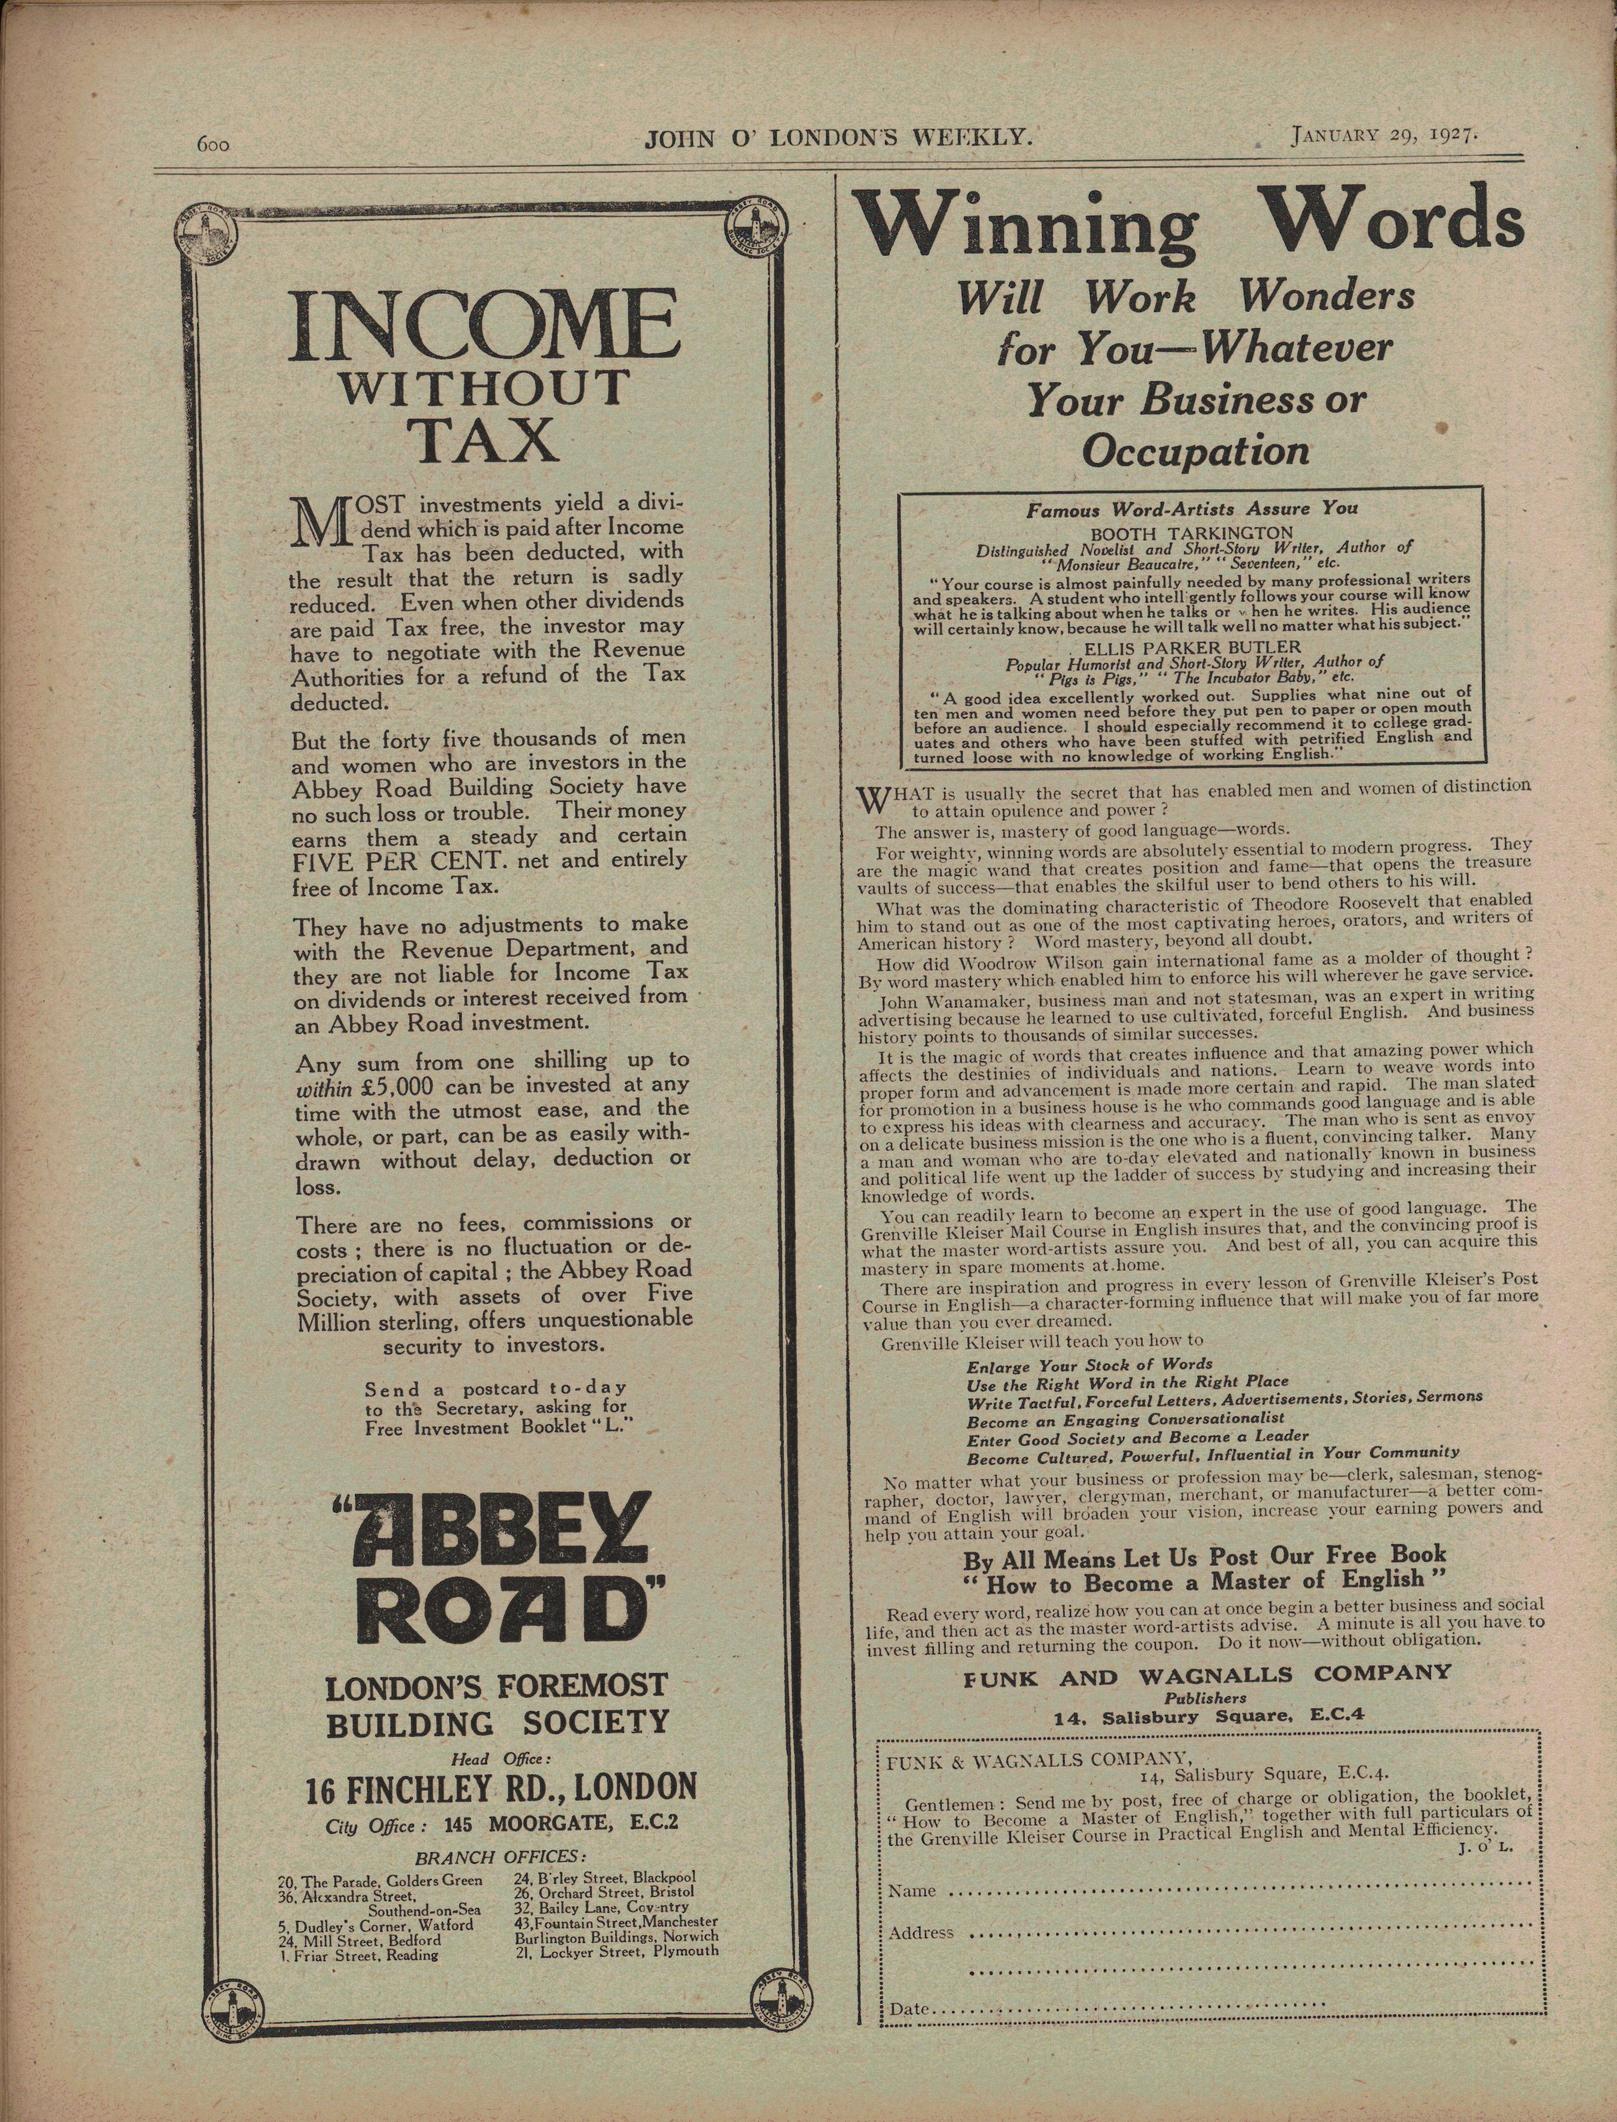 600
JOHN O' LONDON'S WEEKLY.
JANUARY 29, 1927.
INCOME
WITHOUT
TAX
MOST investments yield a divi-
dend which is paid after Income
Tax has been deducted, with
the result that the return is sadly
reduced. Even when other dividends
are paid Tax free, the investor may
have to negotiate with the Revenue
Authorities for a refund of the Tax
deducted.
But the forty five thousands of men
and women who are investors in the
Abbey Road Building Society have
no such loss or trouble. Their money
earns them a steady and certain
FIVE PER CENT. net and entirely
free of Income Tax.
They have no adjustments to make
with the Revenue Department, and
they are not liable for Income Tax
on dividends or interest received from
an Abbey Road investment.
Any sum from one shilling up to
within £5,000 can be invested at any
time with the utmost ease, and the
whole, or part, can be as easily with-
drawn without delay, deduction or
loss.
There are no fees, commissions or
costs ; there is no fluctuation or de-
preciation of capital ; the Abbey Road
Society, with assets of over Five
Million sterling, offers unquestionable
security to investors.
Send a postcard to-day
to the Secretary, asking for
Free Investment Booklet "L."
"ABBEY
ROAD"
LONDON'S FOREMOST
BUILDING SOCIETY
Head Office:
16 FINCHLEY RD., LONDON
City Office: 145 MOORGATE, E.C.2
BRANCH OFFICES:
20, The Parade, Golders Green
36, Alexandra Street,
Southend-on-Sea
5, Dudley's Corner, Watford
24, Mill Street, Bedford
1, Friar Street, Reading
24, Birley Street, Blackpool
26, Orchard Street, Bristol
32, Bailey Lane, Coventry
43, Fountain Street, Manchester
Burlington Buildings, Norwich
21, Lockyer Street, Plymouth
Winning Words
Will Work Wonders
for You—Whatever
Your Business or
Occupation
Famous Word-Artists Assure You
BOOTH TARKINGTON
Distinguished Novelist and Short-Story Writer, Author of
"Monsieur Beaucaire," "Seventeen," etc.
"Your course is almost painfully needed by many professional writers
and speakers. A student who intelligently follows your course will know
what he is talking about when he talks or when he writes. His audience
will certainly know, because he will talk well no matter what his subject."
ELLIS PARKER BUTLER
Popular Humorist and Short-Story Writer, Author of
"Pigs is Pigs," "The Incubator Baby," etc.
"A good idea excellently worked out. Supplies what nine out of
ten men and women need before they put pen to paper or open mouth
before an audience. I should especially recommend it to college grad-
uates and others who have been stuffed with petrified English and
turned loose with no knowledge of working English."
WHAT is usually the secret that has enabled men and women of distinction
to attain opulence and power ?
The answer is, mastery of good language—words.
For weighty, winning words are absolutely essential to modern progress. They
are the magic wand that creates position and fame—that opens the treasure
vaults of success—that enables the skilful user to bend others to his will.
What was the dominating characteristic of Theodore Roosevelt that enabled
him to stand out as one of the most captivating heroes, orators, and writers of
American history ? Word mastery, beyond all doubt.
How did Woodrow Wilson gain international fame as a molder of thought ?
By word mastery which enabled him to enforce his will wherever he gave service.
John Wanamaker, business man and not statesman, was an expert in writing
advertising because he learned to use cultivated, forceful English. And business
history points to thousands of similar successes.
It is the magic of words that creates influence and that amazing power which
affects the destinies of individuals and nations. Learn to weave words into
proper form and advancement is made more certain and rapid. The man slated
for promotion in a business house is he who commands good language and is able
to express his ideas with clearness and accuracy. The man who is sent as envoy
on a delicate business mission is the one who is a fluent, convincing talker. Many
a man and woman who are to-day elevated and nationally known in business
and political life went up the ladder of success by studying and increasing their
knowledge of words.
You can readily learn to become an expert in the use of good language. The
Grenville Kleiser Mail Course in English insures that, and the convincing proof is
what the master word-artists assure you. And best of all, you can acquire this
mastery in spare moments at home.
There are inspiration and progress in every lesson of Grenville Kleiser's Post
Course in English—a character-forming influence that will make you of far more
value than you ever dreamed.
Grenville Kleiser will teach you how to
Enlarge Your Stock of Words
Use the Right Word in the Right Place
Write Tactful, Forceful Letters, Advertisements, Stories, Sermons
Become an Engaging Conversationalist
Enter Good Society and Become a Leader
Become Cultured, Powerful, Influential in Your Community
No matter what your business or profession may be—clerk, salesman, stenog-
rapher, doctor, lawyer, clergyman, merchant, or manufacturer—a better com-
mand of English will broaden your vision, increase your earning powers and
help you attain your goal.
By All Means Let Us Post Our Free Book
"How to Become a Master of English"
Read every word, realize how you can at once begin a better business and social
life, and then act as the master word-artists advise. A minute is all you have to
invest filling and returning the coupon. Do it now—without obligation.
FUNK AND WAGNALLS COMPANY
Publishers
14, Salisbury Square, E.C.4
FUNK & WAGNALLS COMPANY,
14, Salisbury Square, E.C.4.
Gentlemen: Send me by post, free of charge or obligation, the booklet,
"How to Become a Master of English," together with full particulars of
the Grenville Kleiser Course in Practical English and Mental Efficiency.
J. O' L.
Name
Address
Date